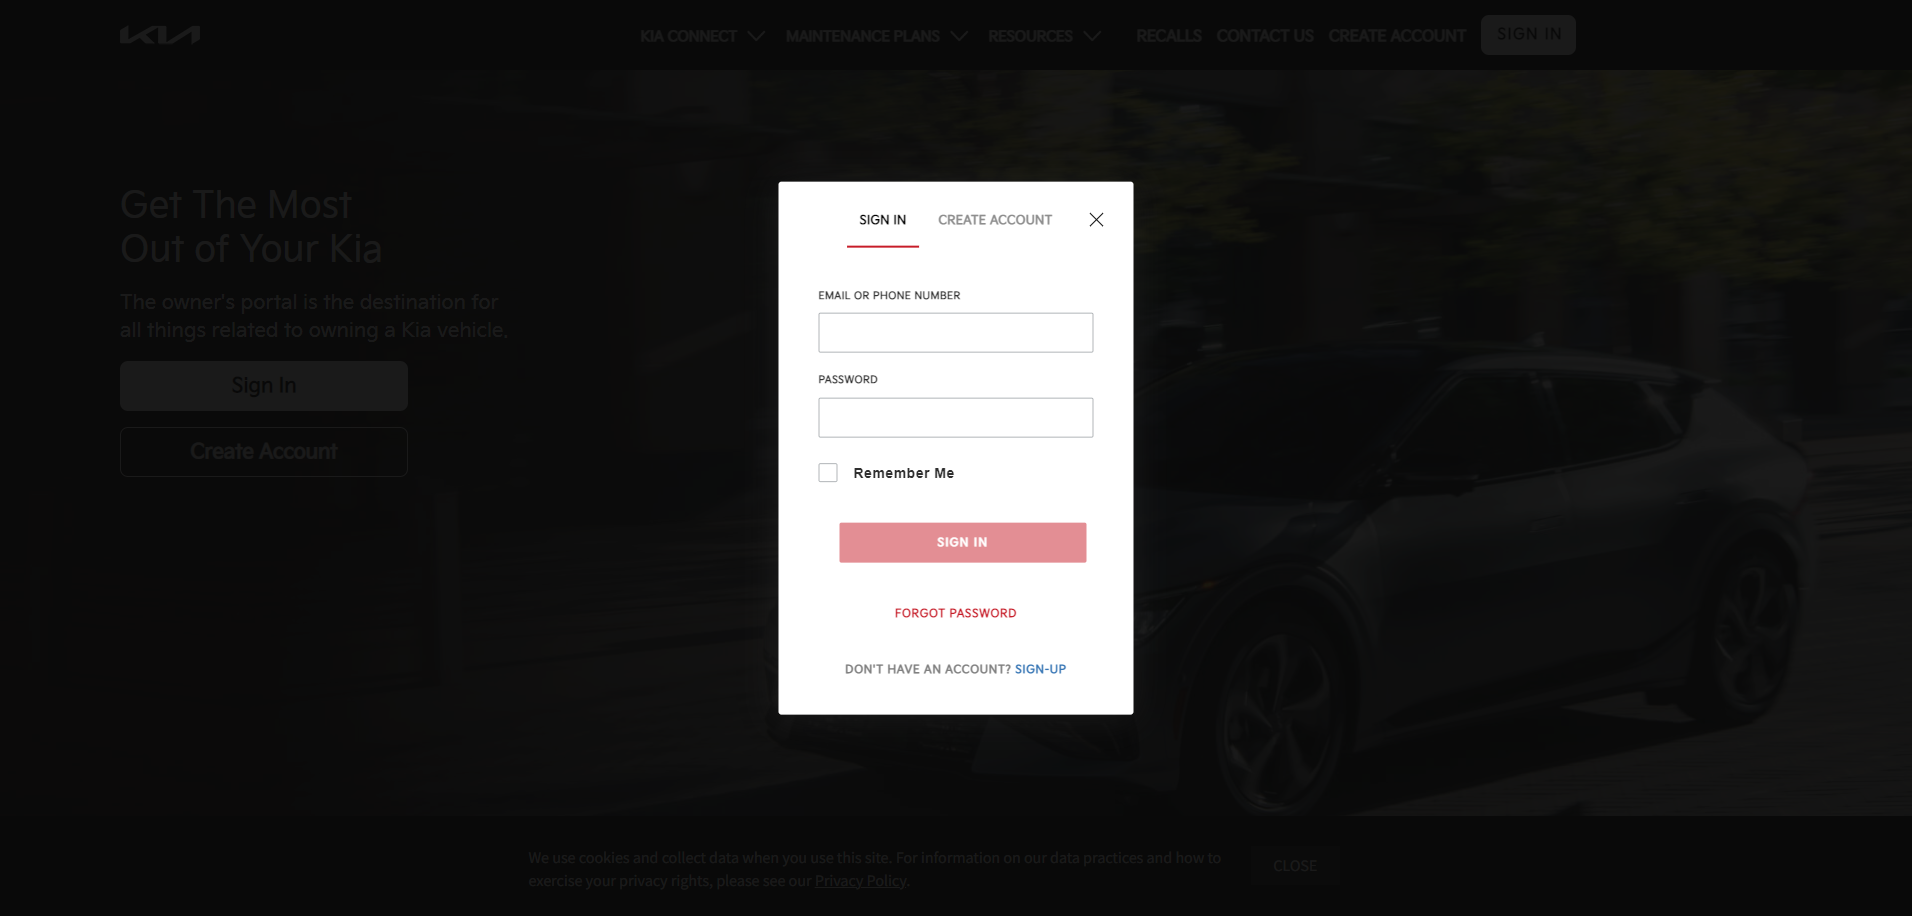 KIA
KIA CONNECT
MAINTENANCE PLANS
RESOURCES
RECALLS
CONTACT US
CREATE ACCOUNT
SIGN IN
Get The Most
Out of Your Kia
The owner's portal is the destination for
all things related to owning a Kia vehicle.
Sign In
Create Account
SIGN IN
CREATE ACCOUNT
EMAIL OR PHONE NUMBER
PASSWORD
Remember Me
SIGN IN
FORGOT PASSWORD
DON'T HAVE AN ACCOUNT? SIGN-UP
We use cookies and collect data when you use this site. For information on our data practices and how to
exercise your privacy rights, please see our Privacy Policy.
CLOSE